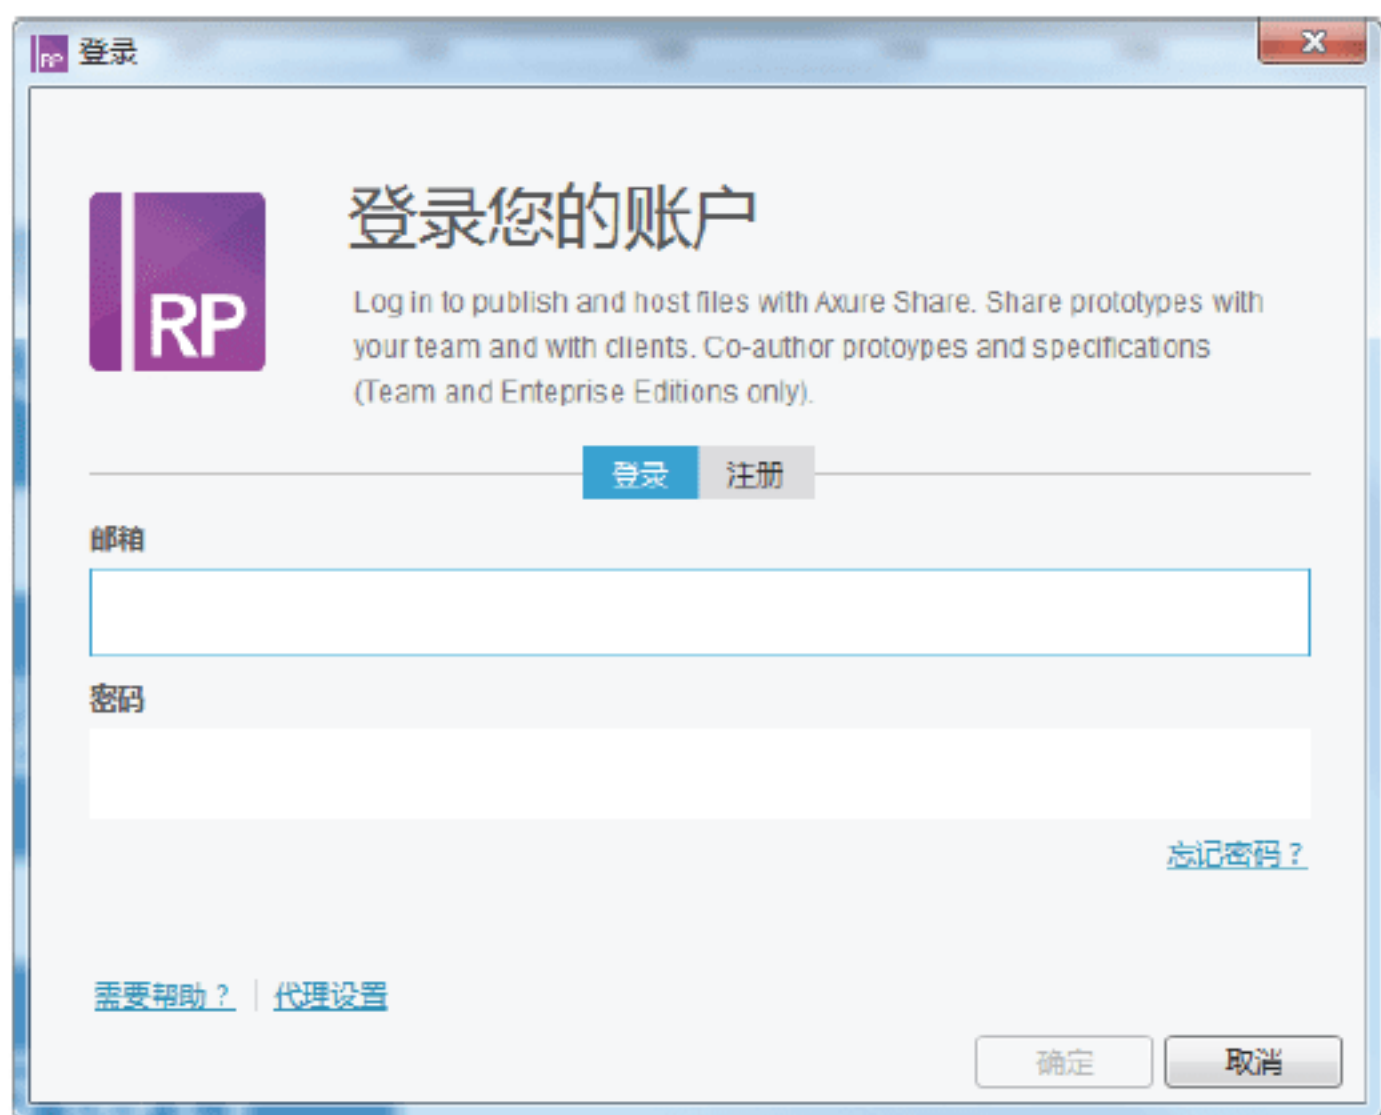 RP 登录
RP
登录您的账户
Log in to publish and host files with Axure Share. Share prototypes with
your team and with clients. Co-author protoypes and specifications
(Team and Enteprise Editions only).
登录 注册
邮箱
密码
忘记密码？
需要帮助？ 代理设置
确定 取消